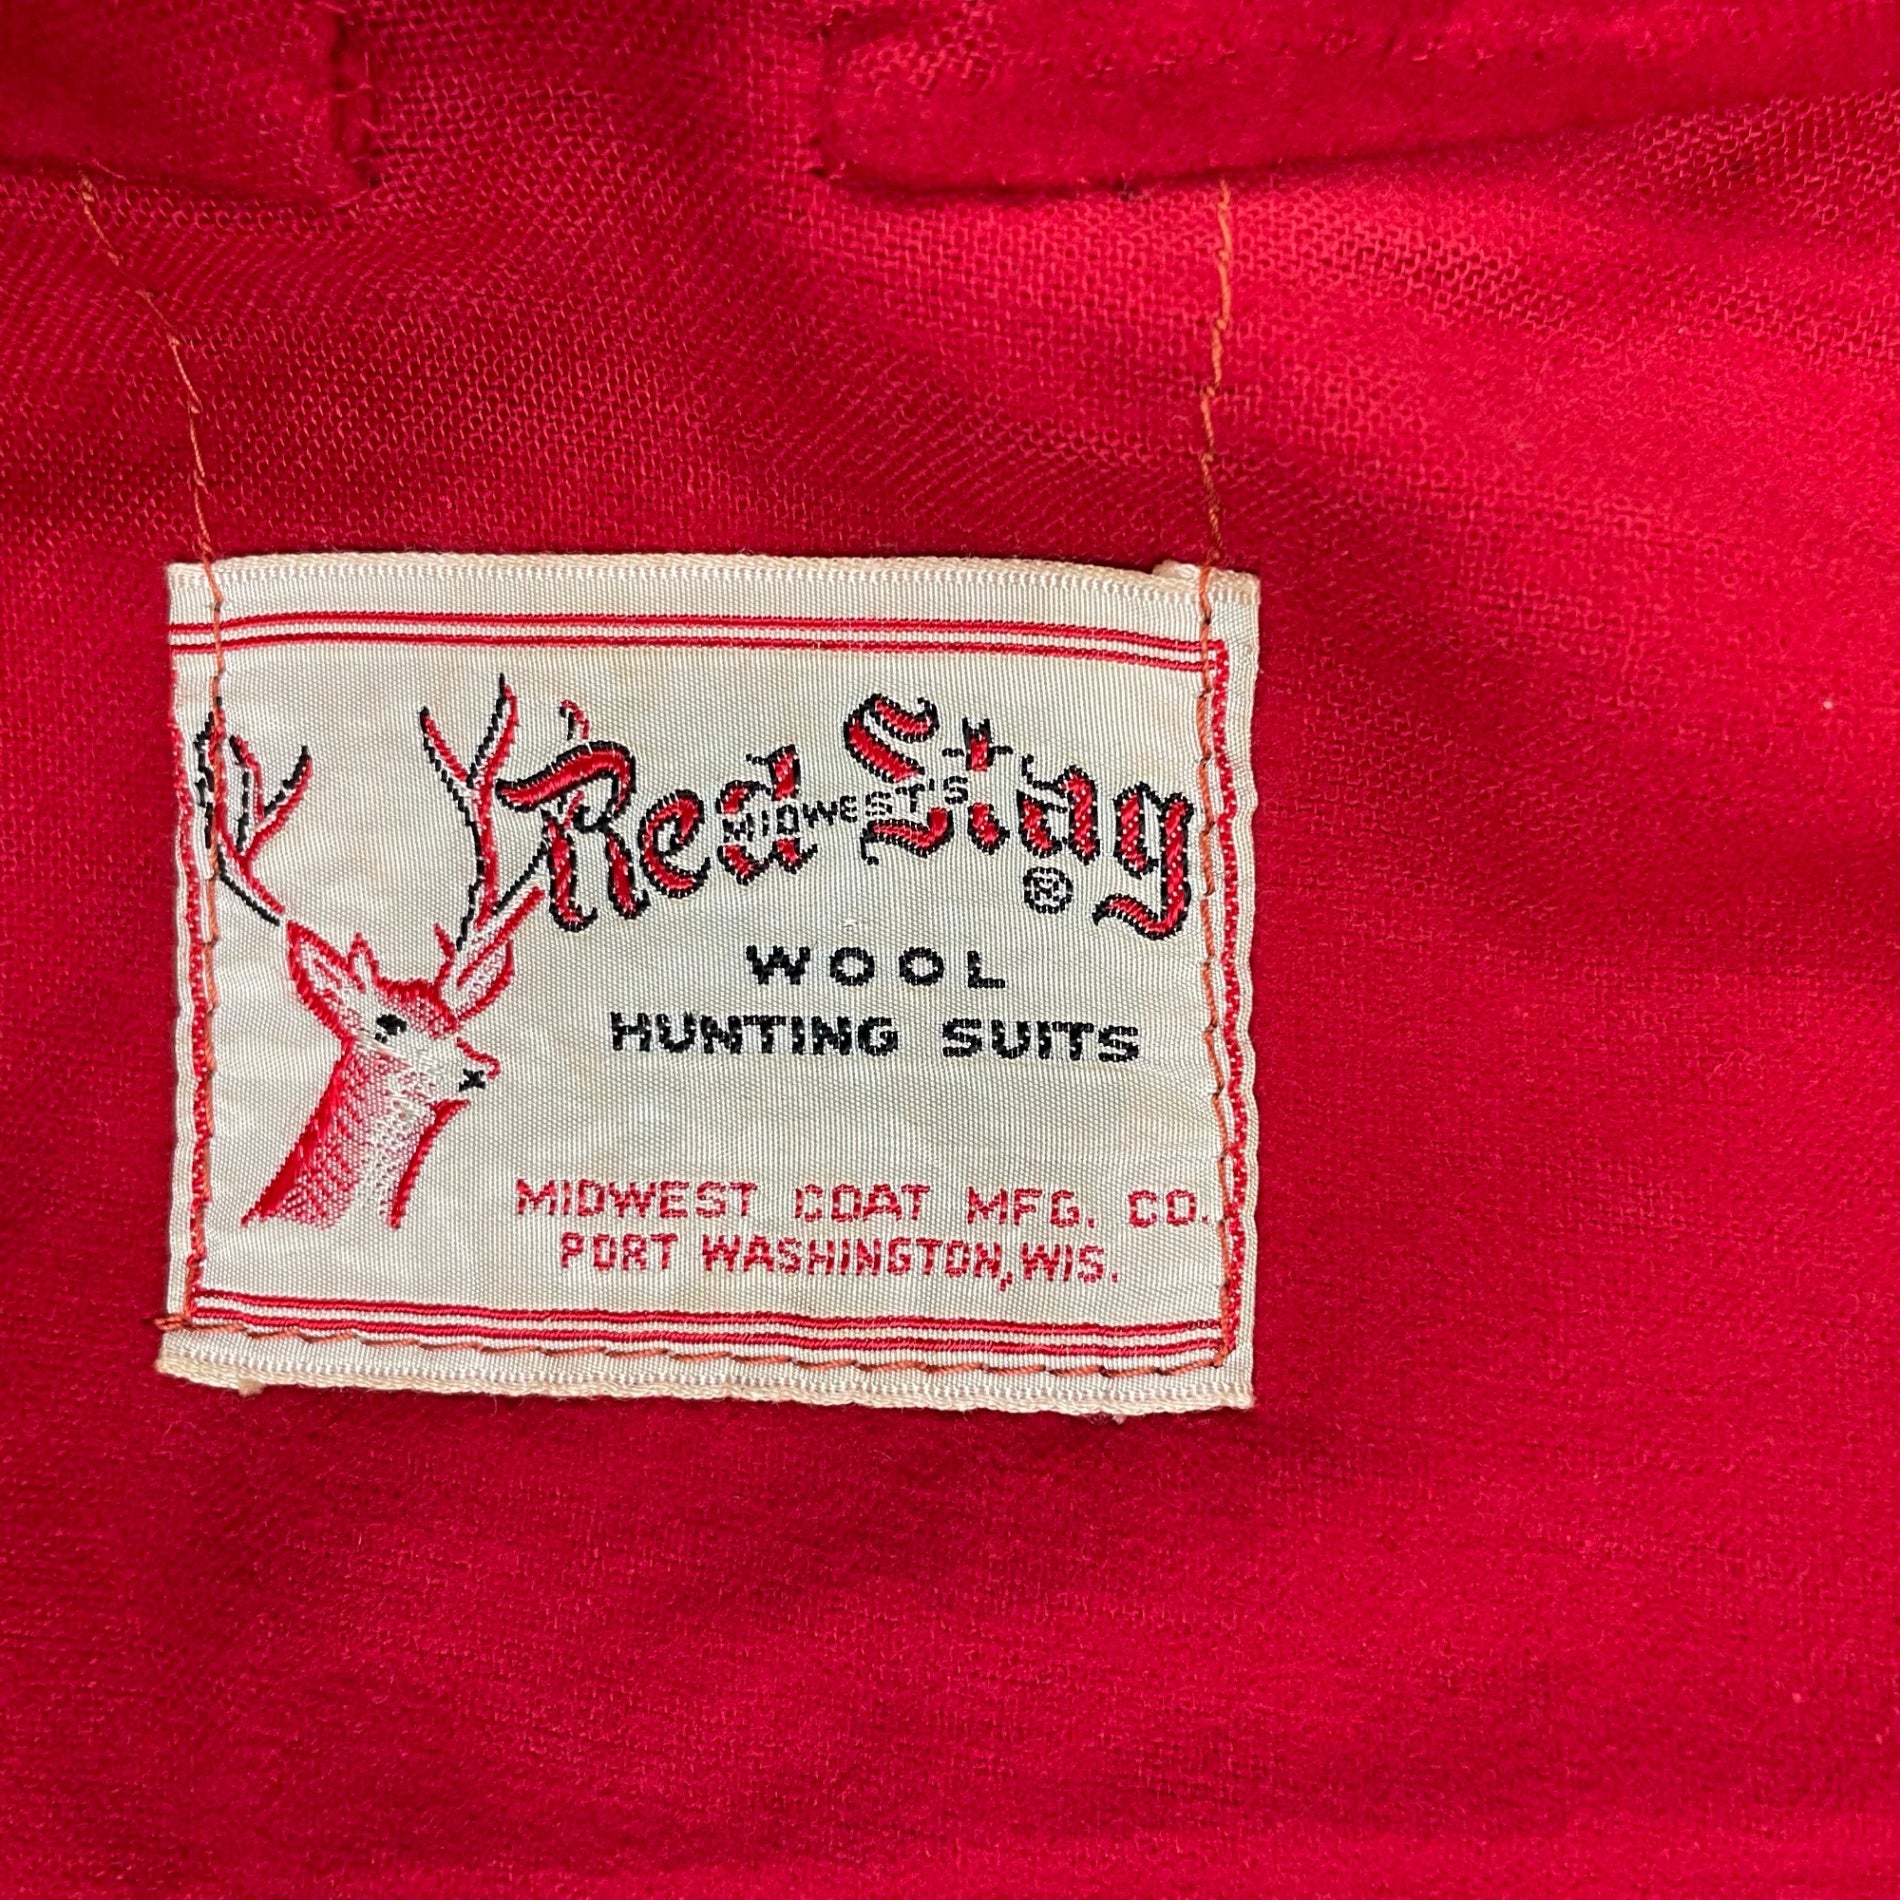 Red Stag
MIDWEST'S
®
WOOL
HUNTING SUITS
MIDWEST COAT MFG. CO.
PORT WASHINGTON, WIS.